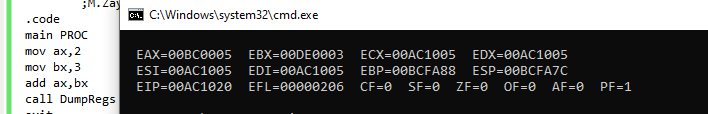 ;M.Zay
.code
main PROC
mov ax,2
mov bx,3
add ax,bx
call DumpRegs
C:\Windows\system32\cmd.exe
EAX=00BC0005 EBX=00DE0003 ECX=00AC1005 EDX=00AC1005
ESI=00AC1005 EDI=00AC1005 EBP=00BCFA88 ESP=00BCFA7C
EIP=00AC1020 EFL=00000206 CF=0 SF=0 ZF=0 OF=0 AF=0 PF=1